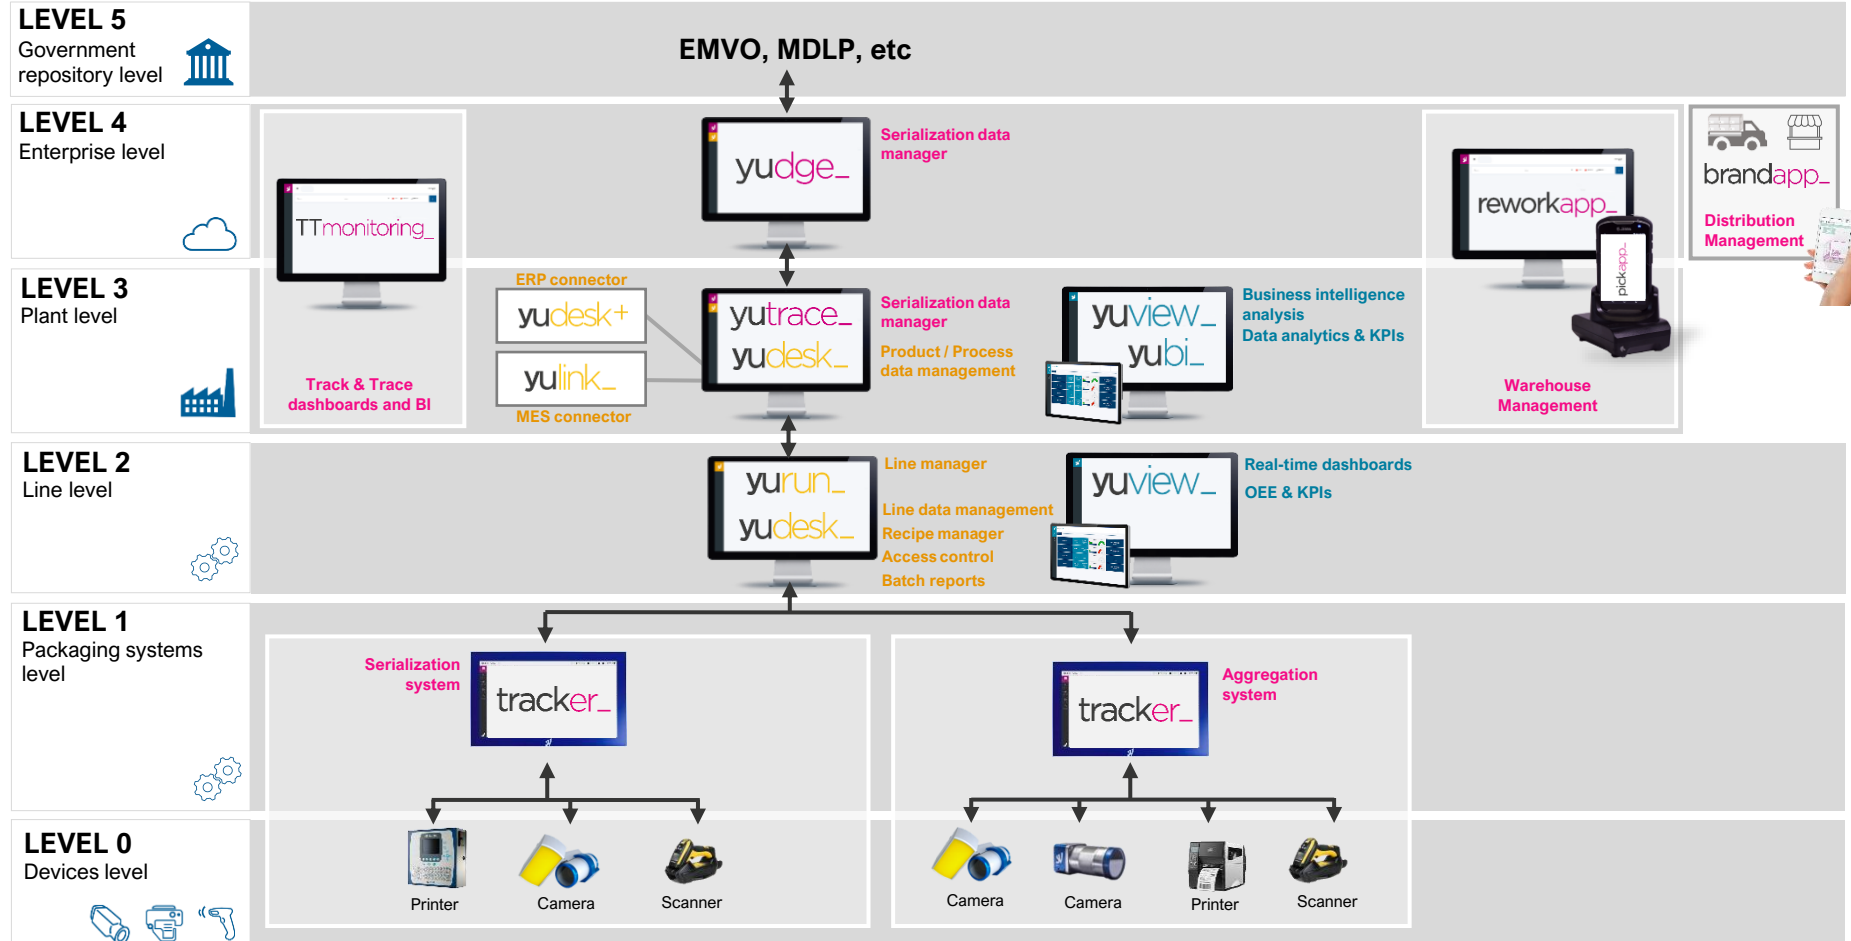 LEVEL 5
Government
repository level
EMVO, MDLP, etc
LEVEL 4
Enterprise level
TTmonitoring_
Track & Trace
dashboards and BI
yudge_
Serialization data
manager
reworkapp_
pickapp_
Warehouse
Management
brandapp_
Distribution
Management
LEVEL 3
Plant level
ERP connector
yudesk+
yulink_
MES connector
yutrace_
yudesk_
Serialization data
manager
Product / Process
data management
yuview_
yubi_
Business intelligence
analysis
Data analytics & KPIs
LEVEL 2
Line level
yurun_
yudesk_
Line manager
Line data management
Recipe manager
Access control
Batch reports
yuview_
Real-time dashboards
OEE & KPIs
LEVEL 1
Packaging systems
level
Serialization
system
tracker_
tracker_
Aggregation
system
LEVEL 0
Devices level
Printer
Camera
Scanner
Camera
Camera
Printer
Scanner